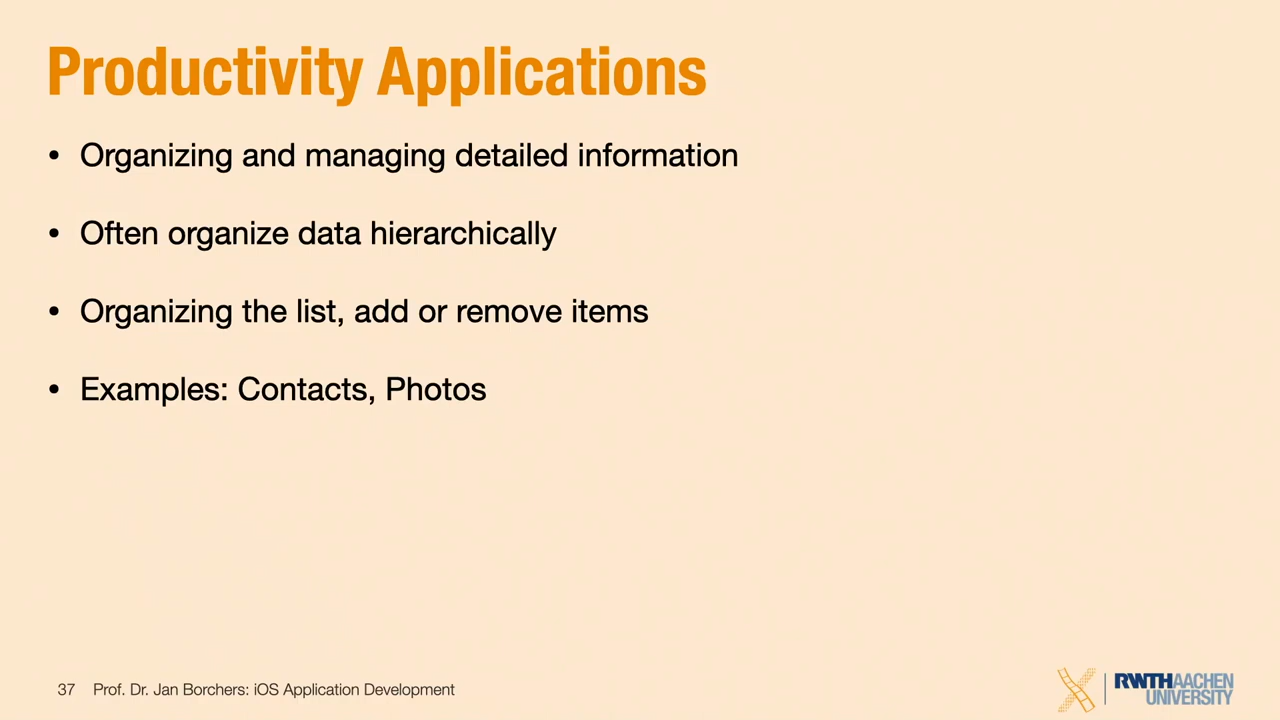 Productivity Applications
• Organizing and managing detailed information
• Often organize data hierarchically
• Organizing the list, add or remove items
• Examples: Contacts, Photos
37 Prof. Dr. Jan Borchers: iOS Application Development
RWTHAACHEN
UNIVERSITY